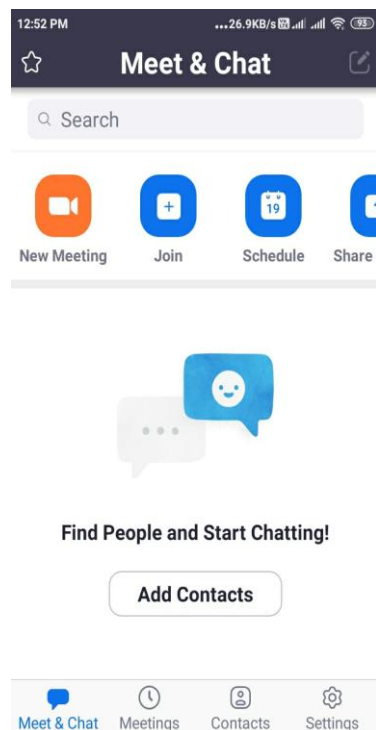 12:52 PM ...26.9KB/s 93
Meet & Chat
Search
19
New Meeting Join Schedule Share
Find People and Start Chatting!
Add Contacts
Meet & Chat Meetings Contacts Settings